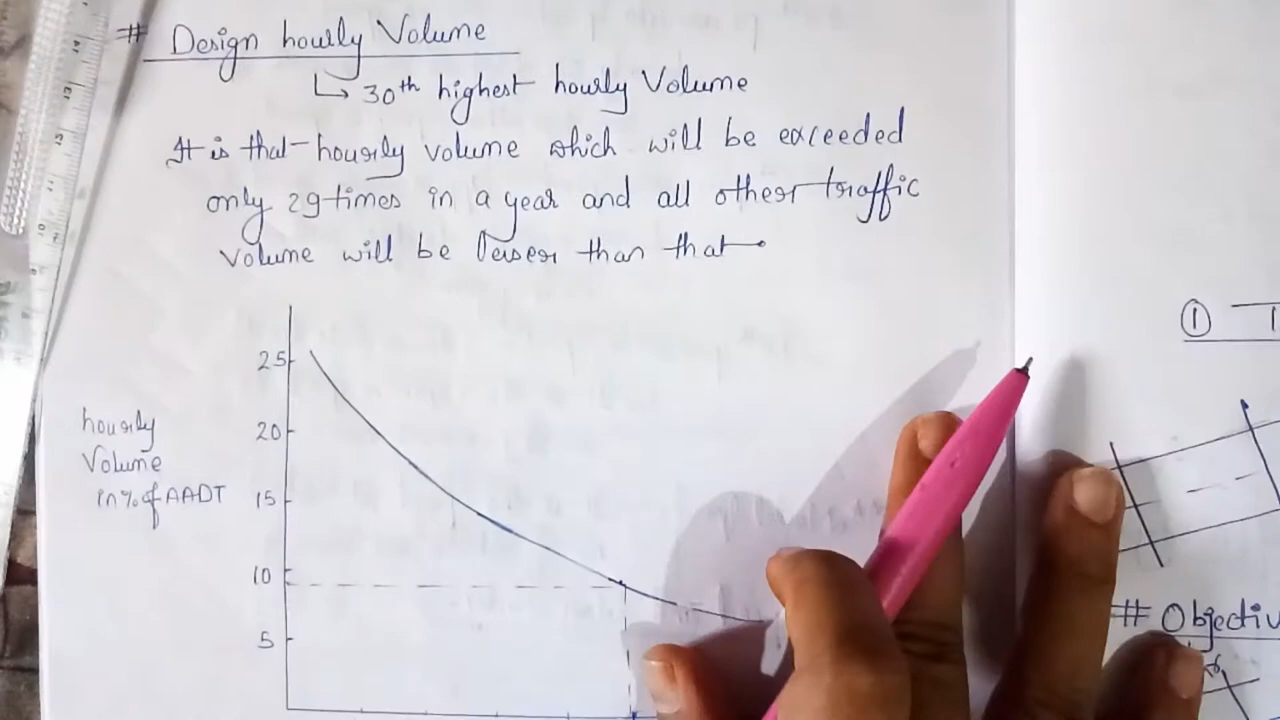 # Design hourly Volume
↳ 30th highest hourly Volume
It is that hourly volume which will be exceeded
only 29 times in a year and all other traffic
volume will be lesser than that.
25
20
hourly
Volume
in % of AADT
15
10
5
①
# Objectiv